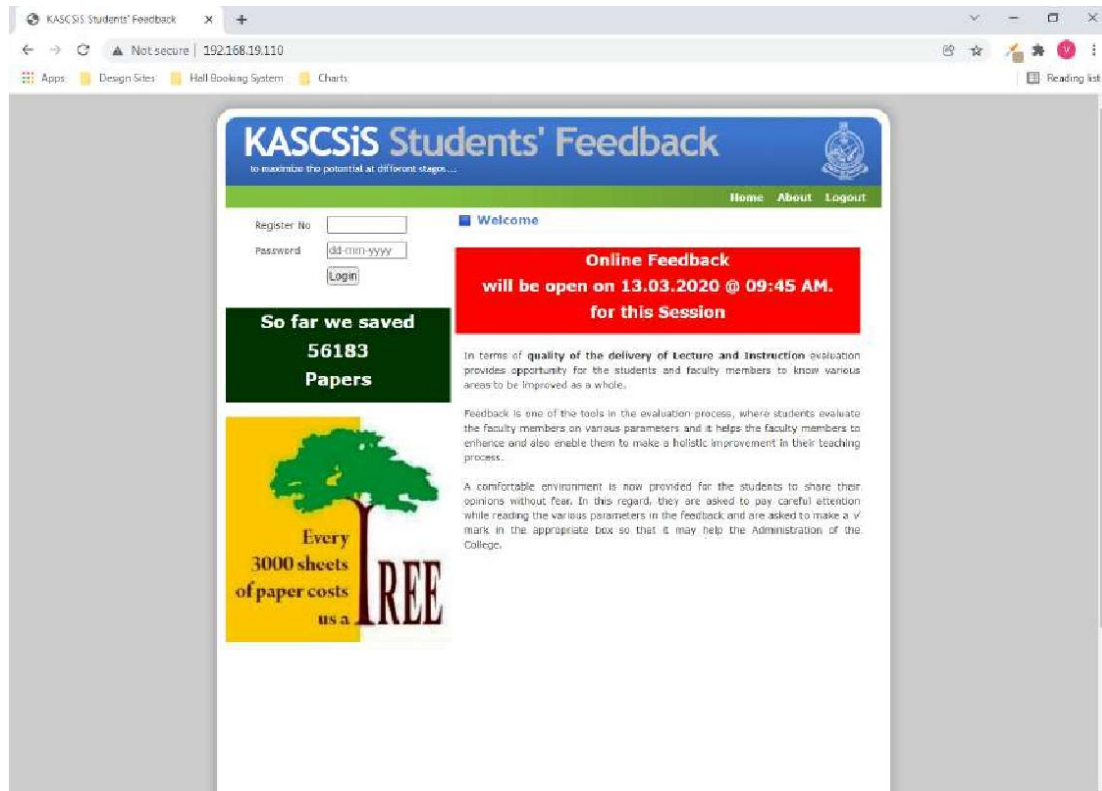 KASCSiS Students' Feedback
Not secure | 192.168.19.110
Apps Design Sites Hall Booking System Charts Reading list
KASCSiS Students' Feedback
to maximize the potential at different stages...
Home About Logout
Register No
Password dd-mm-yyyy
Login
So far we saved
56183
Papers
Every
3000 sheets
of paper costs
us a TREE
Welcome
Online Feedback
will be open on 13.03.2020 @ 09:45 AM.
for this Session
In terms of quality of the delivery of Lecture and Instruction evaluation
provides opportunity for the students and faculty members to know various
areas to be improved as a whole.
Feedback is one of the tools in the evaluation process, where students evaluate
the faculty members on various parameters and it helps the faculty members to
enhance and also enable them to make a holistic improvement in their teaching
process.
A comfortable environment is now provided for the students to share their
opinions without fear. In this regard, they are asked to pay careful attention
while reading the various parameters in the feedback and are asked to make a √
mark in the appropriate box so that it may help the Administration of the
College.